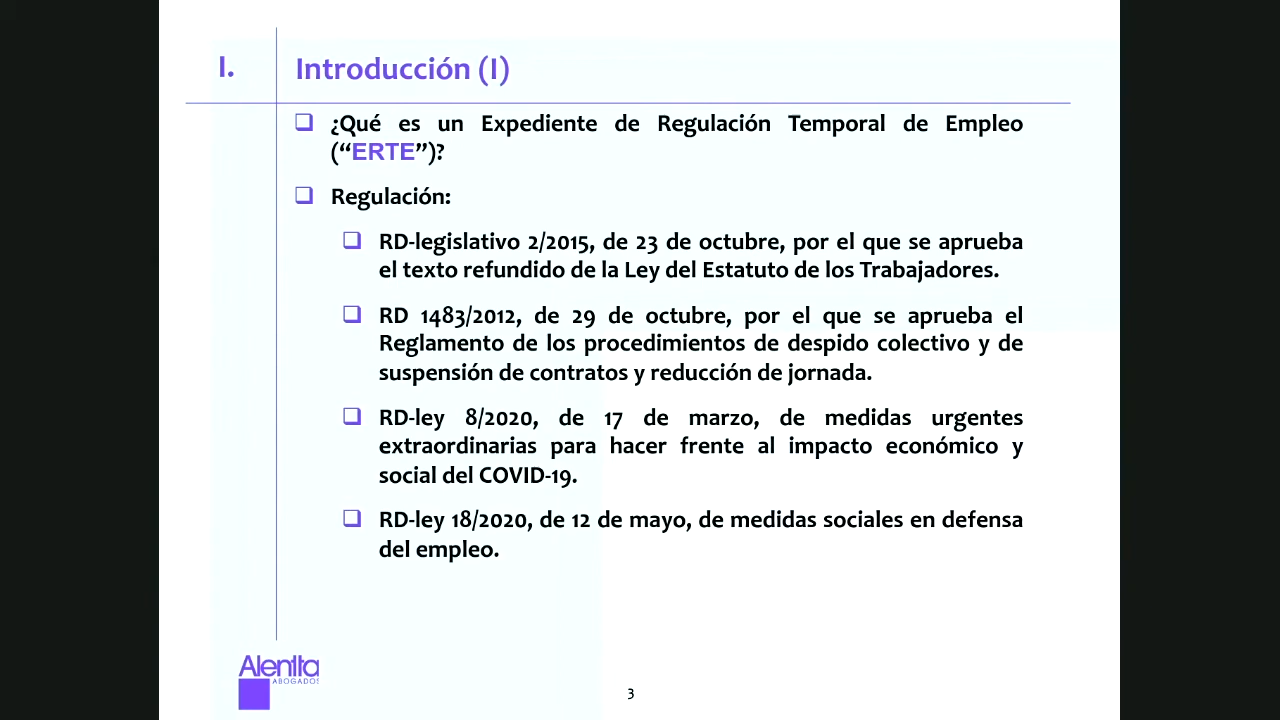 I.
Introducción (I)
¿Qué es un Expediente de Regulación Temporal de Empleo
(“ERTE”)?
Regulación:
RD-legislativo 2/2015, de 23 de octubre, por el que se aprueba
el texto refundido de la Ley del Estatuto de los Trabajadores.
RD 1483/2012, de 29 de octubre, por el que se aprueba el
Reglamento de los procedimientos de despido colectivo y de
suspensión de contratos y reducción de jornada.
RD-ley 8/2020, de 17 de marzo, de medidas urgentes
extraordinarias para hacer frente al impacto económico y
social del COVID-19.
RD-ley 18/2020, de 12 de mayo, de medidas sociales en defensa
del empleo.
ABOGADOS
3